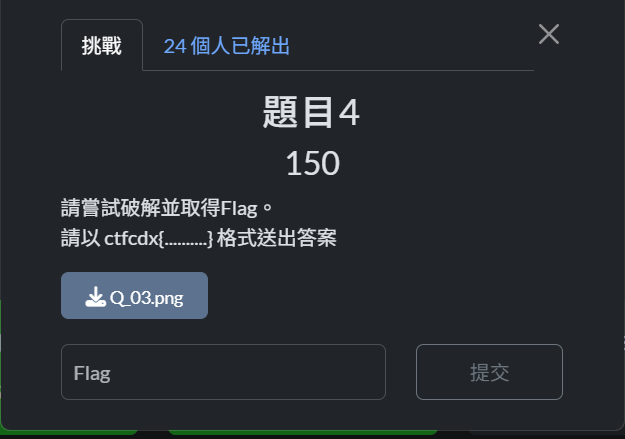 挑戰
24 個人已解出
題目4
150
請嘗試破解並取得Flag。
請以 ctfcdx{..........} 格式送出答案
Q_03.png
Flag
提交